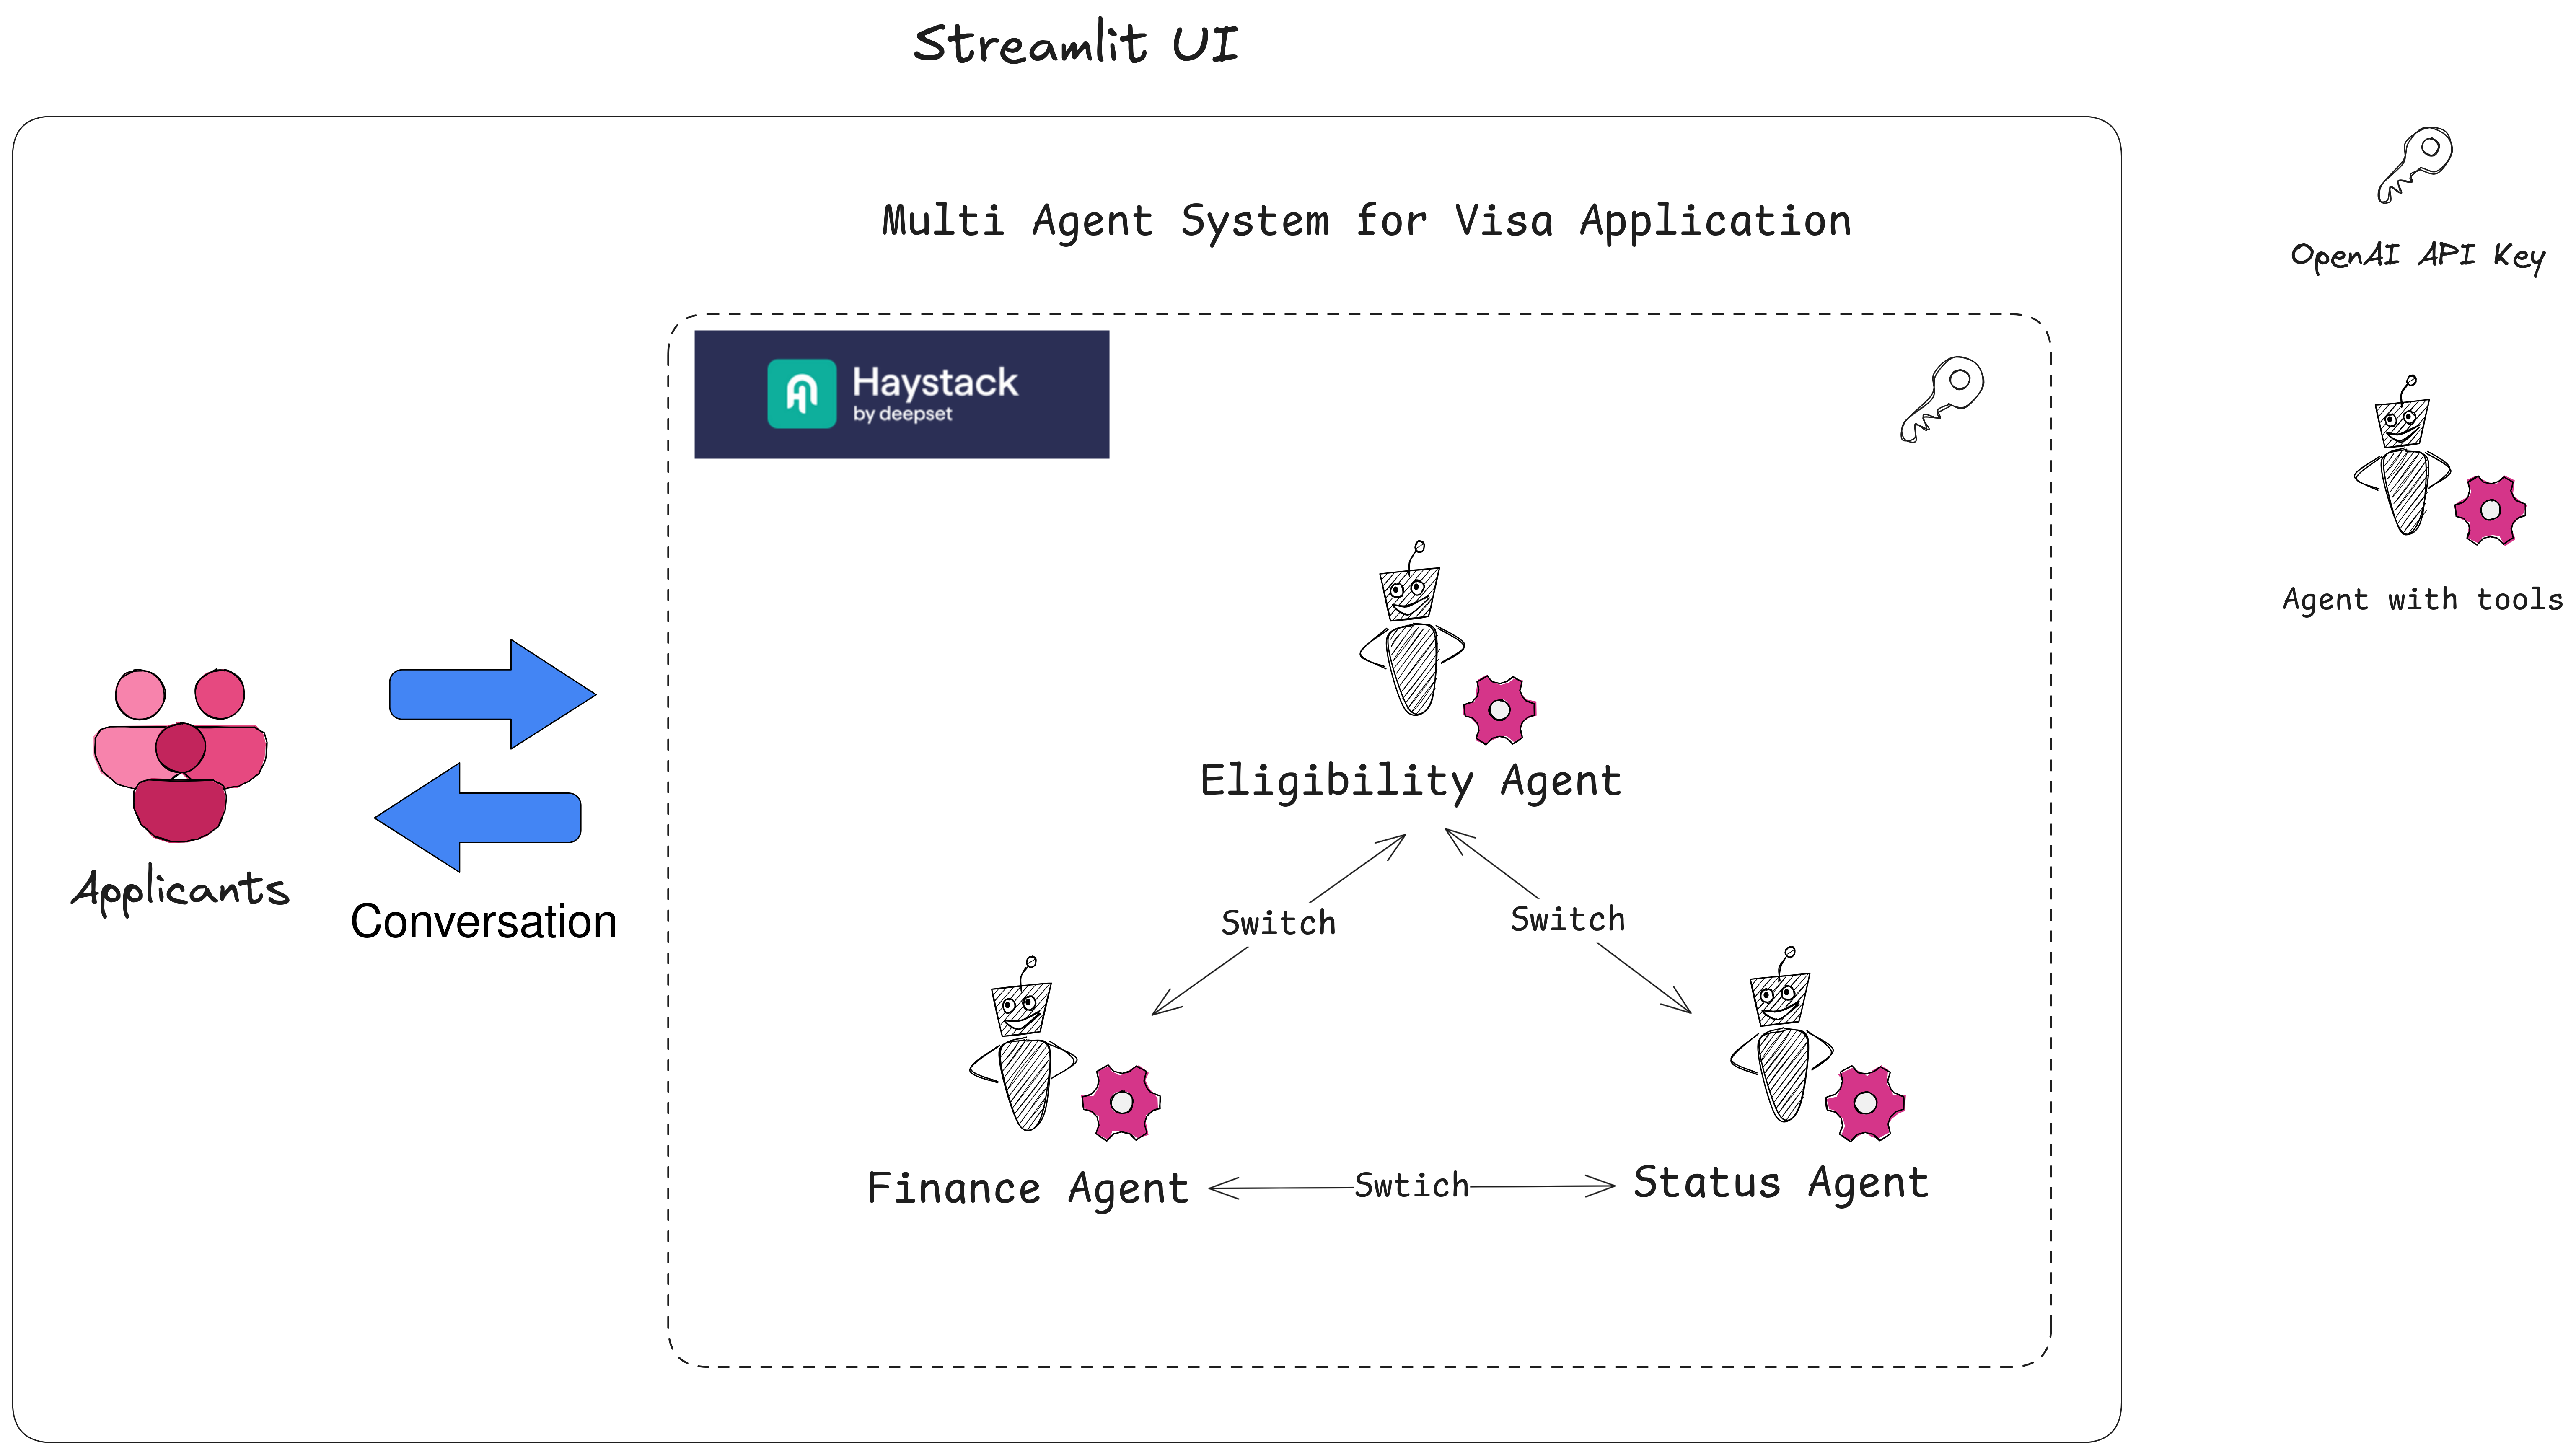 Streamlit UI
Multi Agent System for Visa Application
OpenAI API Key
Haystack
by deepset
Agent with tools
Eligibility Agent
Applicants
Conversation
Switch
Switch
Finance Agent
Swtich
Status Agent